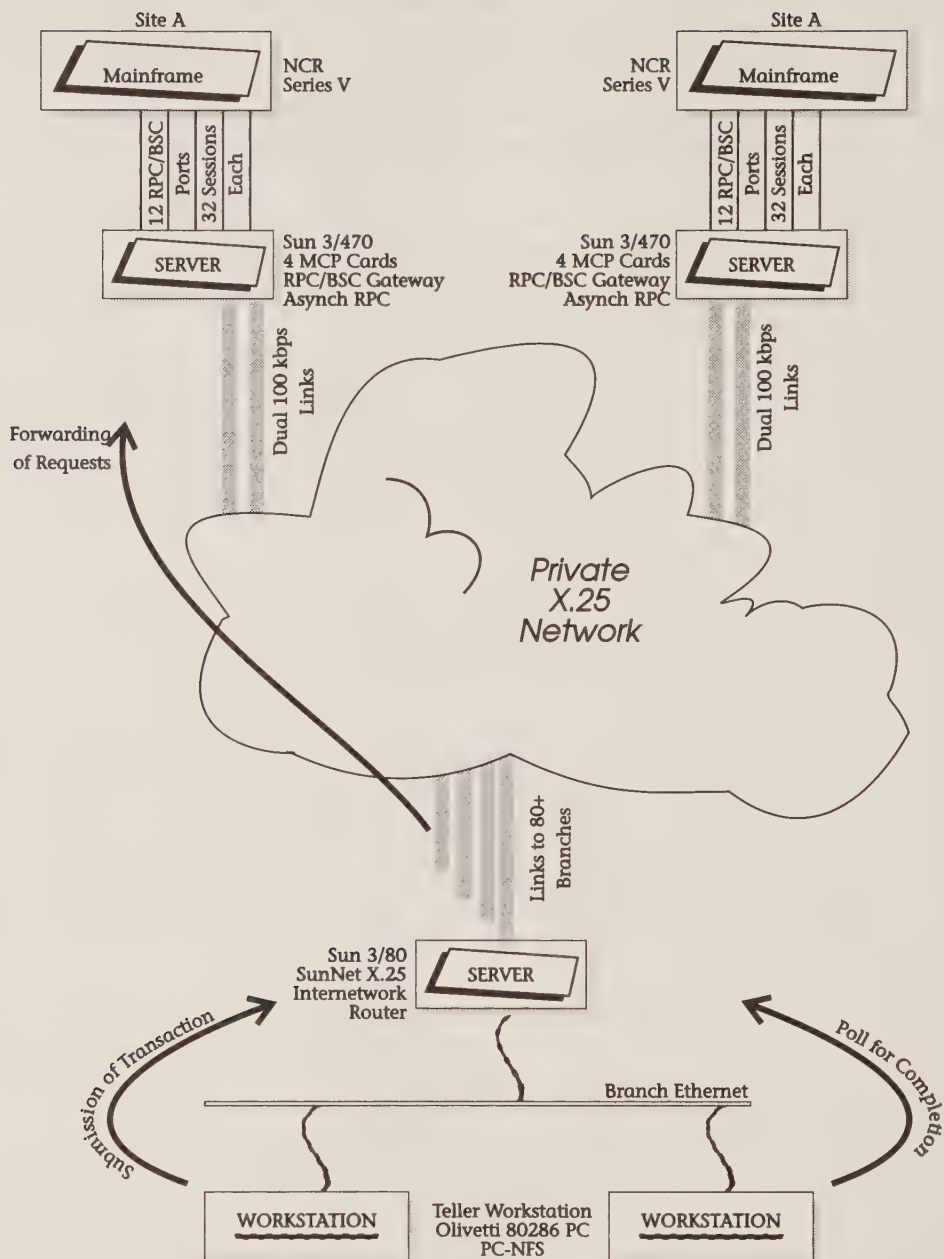 Site A
Mainframe
NCR
Series V
12 RPC/BSC
Ports
32 Sessions
Each
SERVER
Sun 3/470
4 MCP Cards
RPC/BSC Gateway
Asynch RPC
Dual 100 kbps
Links
Site A
Mainframe
NCR
Series V
12 RPC/BSC
Ports
32 Sessions
Each
SERVER
Sun 3/470
4 MCP Cards
RPC/BSC Gateway
Asynch RPC
Dual 100 kbps
Links
Forwarding
of Requests
Private
X.25
Network
Links to 80+
Branches
Sun 3/80
SunNet X.25
Internetwork
Router
SERVER
Submission of Transaction
Poll for Completion
Branch Ethernet
WORKSTATION
Teller Workstation
Olivetti 80286 PC
PC-NFS
WORKSTATION